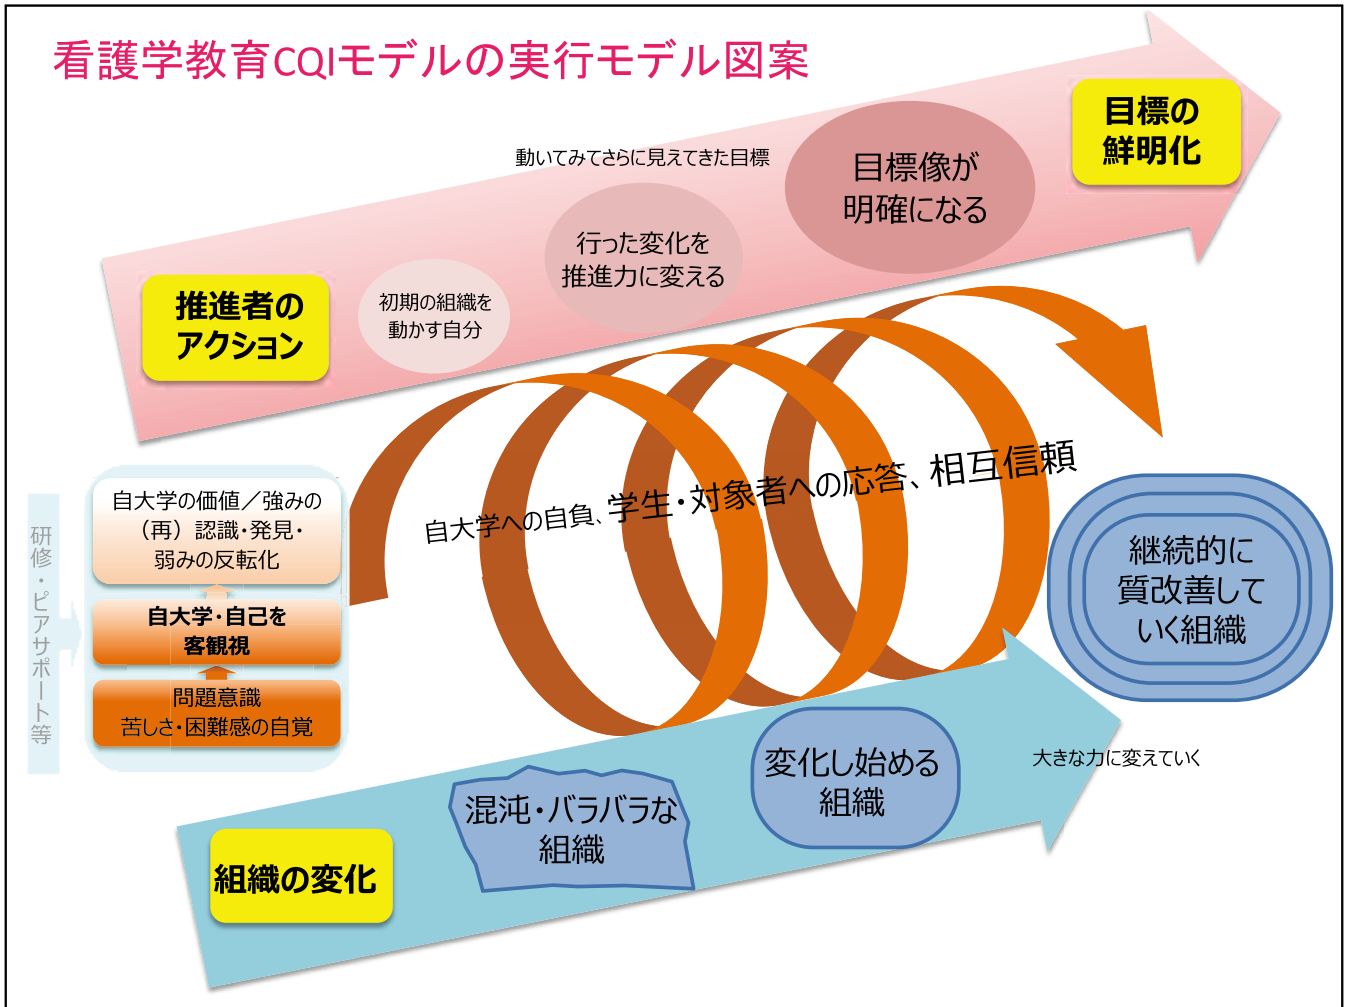 看護学教育CQIモデルの実行モデル図案
目標の
鮮明化
動いてみてさらに見えてきた目標
目標像が
明確になる
行った変化を
推進力に変える
初期の組織を
動かす自分
推進者の
アクション
自大学への自負、学生・対象者への応答、相互信頼
研修・ピアサポート等
自大学の価値／強みの
（再）認識・発見・
弱みの反転化
自大学・自己を
客観視
問題意識
苦しさ・困難感の自覚
継続的に
質改善して
いく組織
大きな力に変えていく
変化し始める
組織
混沌・バラバラな
組織
組織の変化